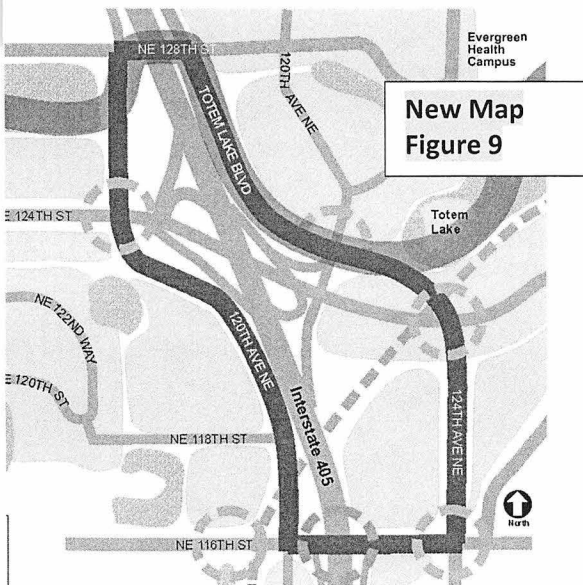 NE 128TH ST
120TH AVE NE
Evergreen
Health
Campus
New Map
Figure 9
TOTEM LAKE BLVD
E 124TH ST
Totem
Lake
NE 122ND WAY
E 120TH ST
120TH AVE NE
Interstate 405
124TH AVE NE
NE 118TH ST
North
NE 116TH ST